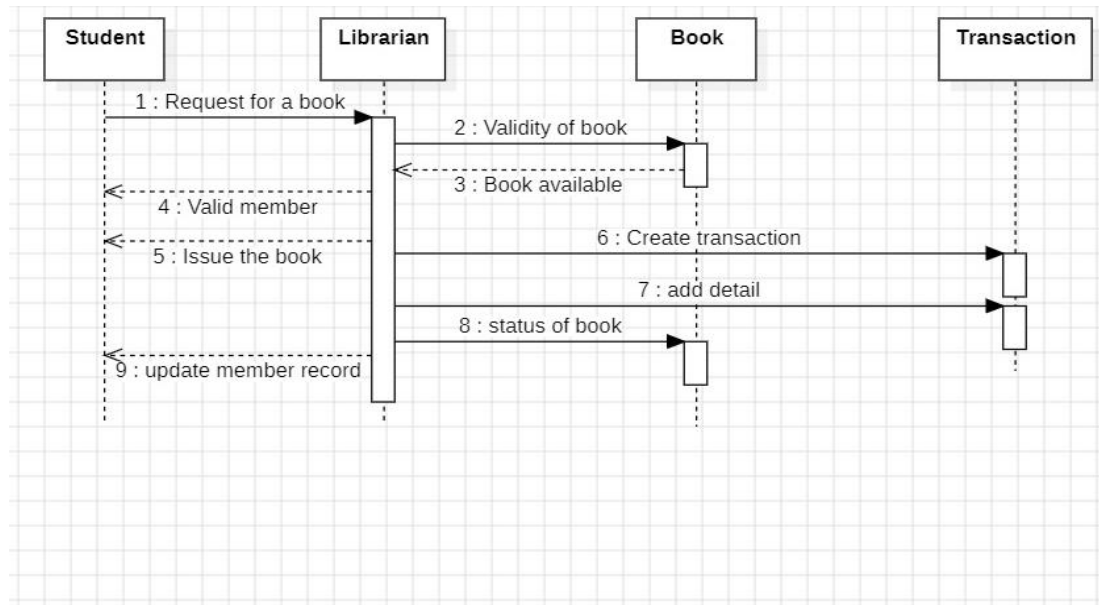 Student
Librarian
Book
Transaction
1 : Request for a book
2 : Validity of book
3 : Book available
4 : Valid member
5 : Issue the book
6 : Create transaction
7 : add detail
8 : status of book
9 : update member record